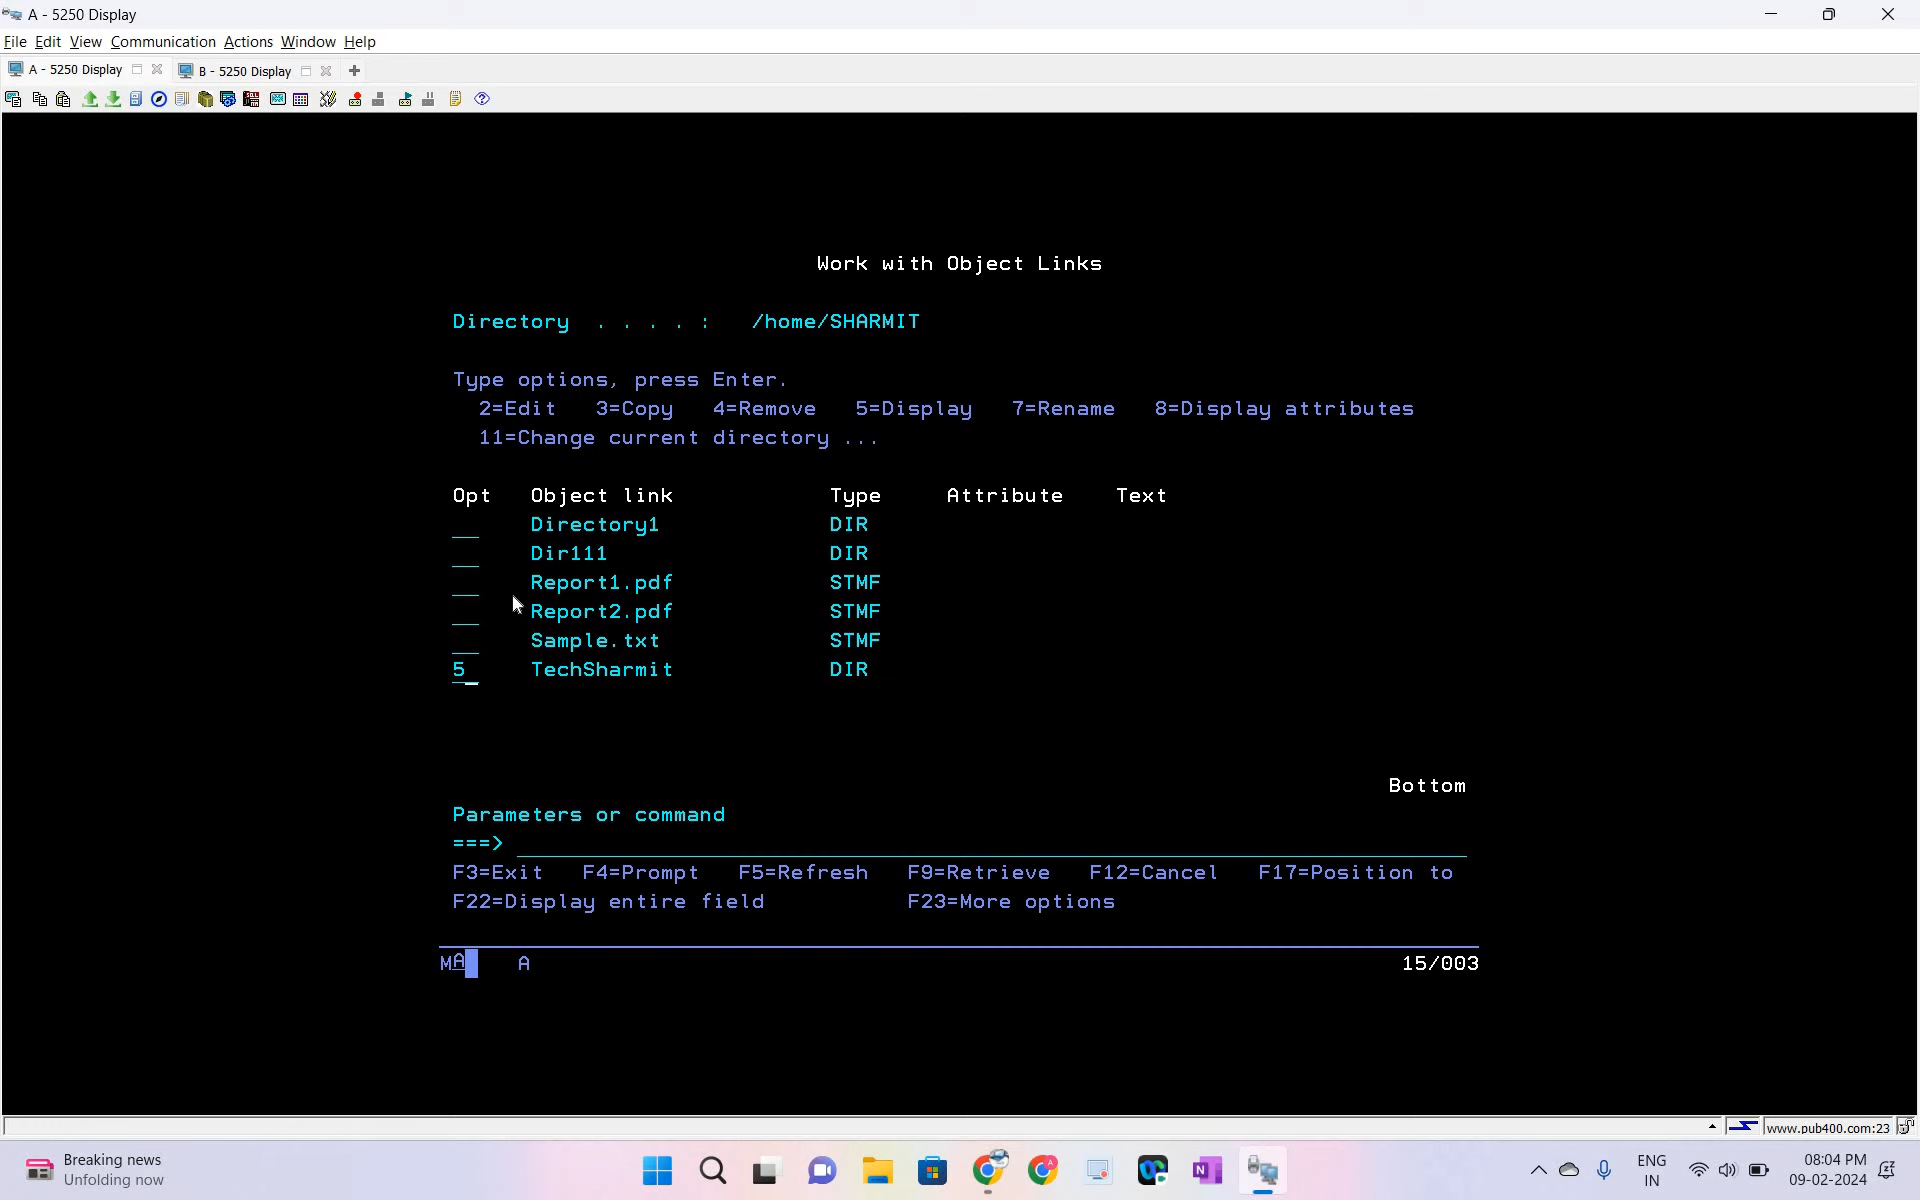 A - 5250 Display
File Edit View Communication Actions Window Help
A - 5250 Display B - 5250 Display
Work with Object Links
Directory . . . . : /home/SHARMIT
Type options, press Enter.
2=Edit 3=Copy 4=Remove 5=Display 7=Rename 8=Display attributes
11=Change current directory ...
Opt Object link Type Attribute Text
Directory1 DIR
Dir111 DIR
Report1.pdf STMF
Report2.pdf STMF
Sample.txt STMF
5 TechSharmit DIR
Bottom
Parameters or command
===>
F3=Exit F4=Prompt F5=Refresh F9=Retrieve F12=Cancel F17=Position to
F22=Display entire field F23=More options
MA A 15/003
www.pub400.com:23
Breaking news
Unfolding now
ENG
IN
08:04 PM
09-02-2024